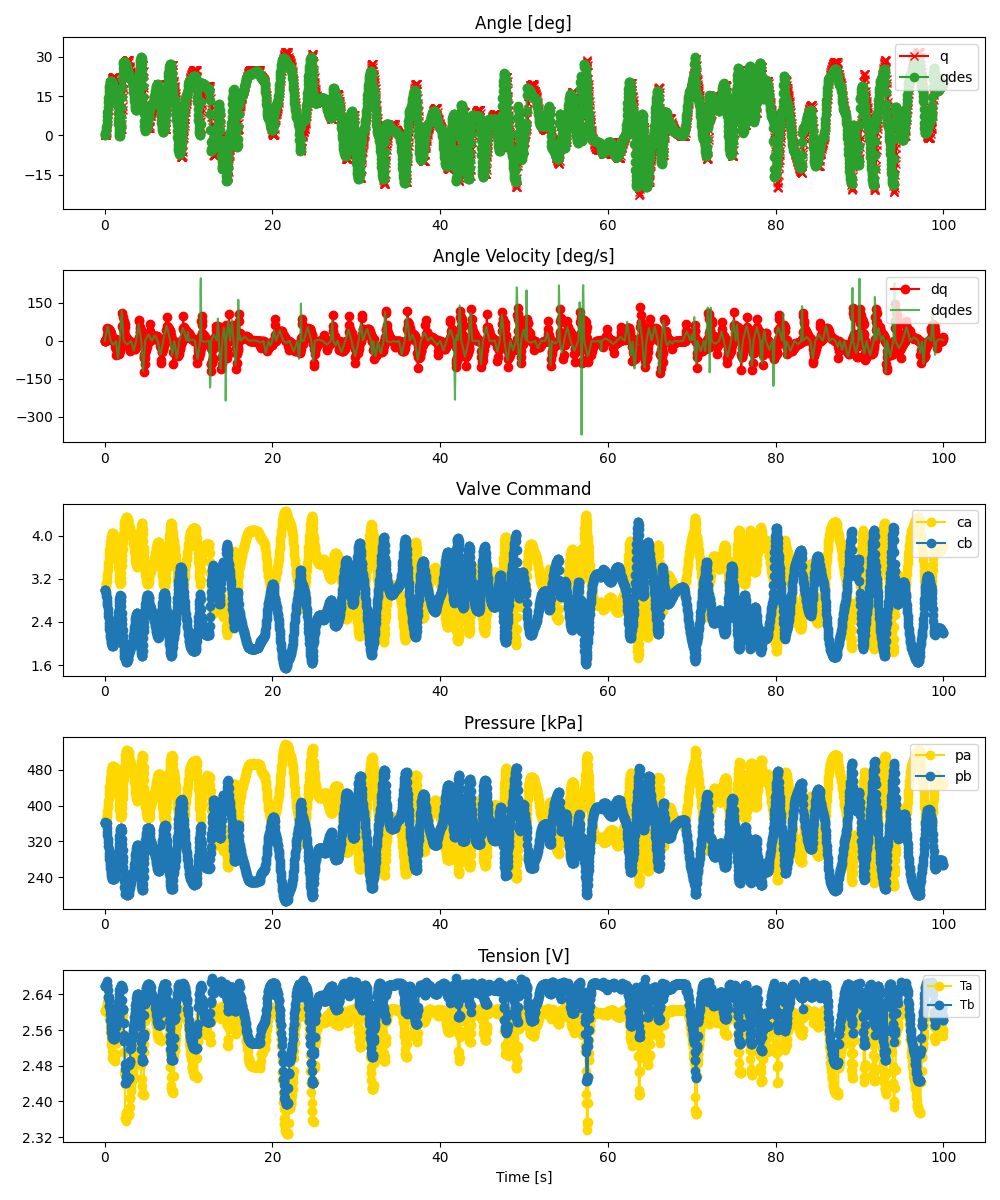 Angle [deg]
30
15
0
−15
q
qdes
0 20 40 60 80 100
Angle Velocity [deg/s]
150
0
−150
−300
dq
dqdes
0 20 40 60 80 100
Valve Command
4.0
3.2
2.4
1.6
ca
cb
0 20 40 60 80 100
Pressure [kPa]
480
400
320
240
pa
pb
0 20 40 60 80 100
Tension [V]
2.64
2.56
2.48
2.40
2.32
Ta
Tb
0 20 40 60 80 100
Time [s]